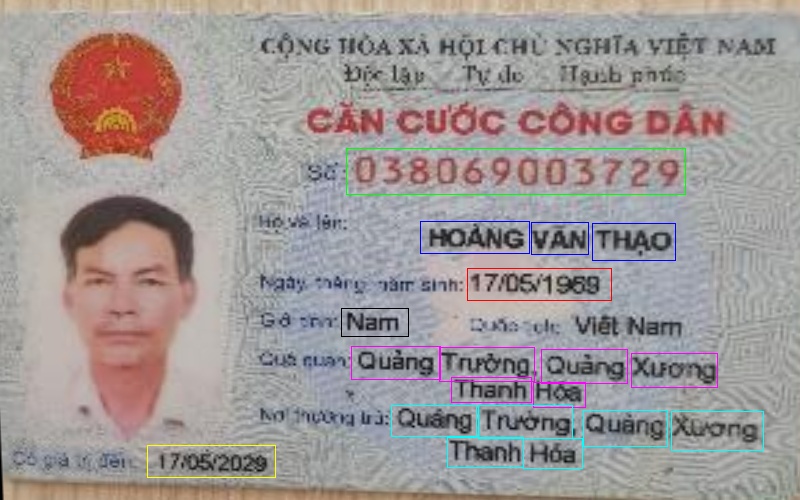 CỘNG HÒA XÃ HỘI CHỦ NGHĨA VIỆT NAM
Độc lập Tự do Hạnh phúc
CĂN CƯỚC CÔNG DÂN
Số: 038069003729
Họ và tên:
HOÀNG VĂN THẠO
Ngày, tháng, năm sinh: 17/05/1969
Giới tính: Nam Quốc tịch: Việt Nam
Quê quán: Quảng Trường, Quảng Xương
Thanh Hóa
Nơi thường trú: Quảng Trường, Quảng Xương
Thanh Hóa
Có giá trị đến: 17/05/2029